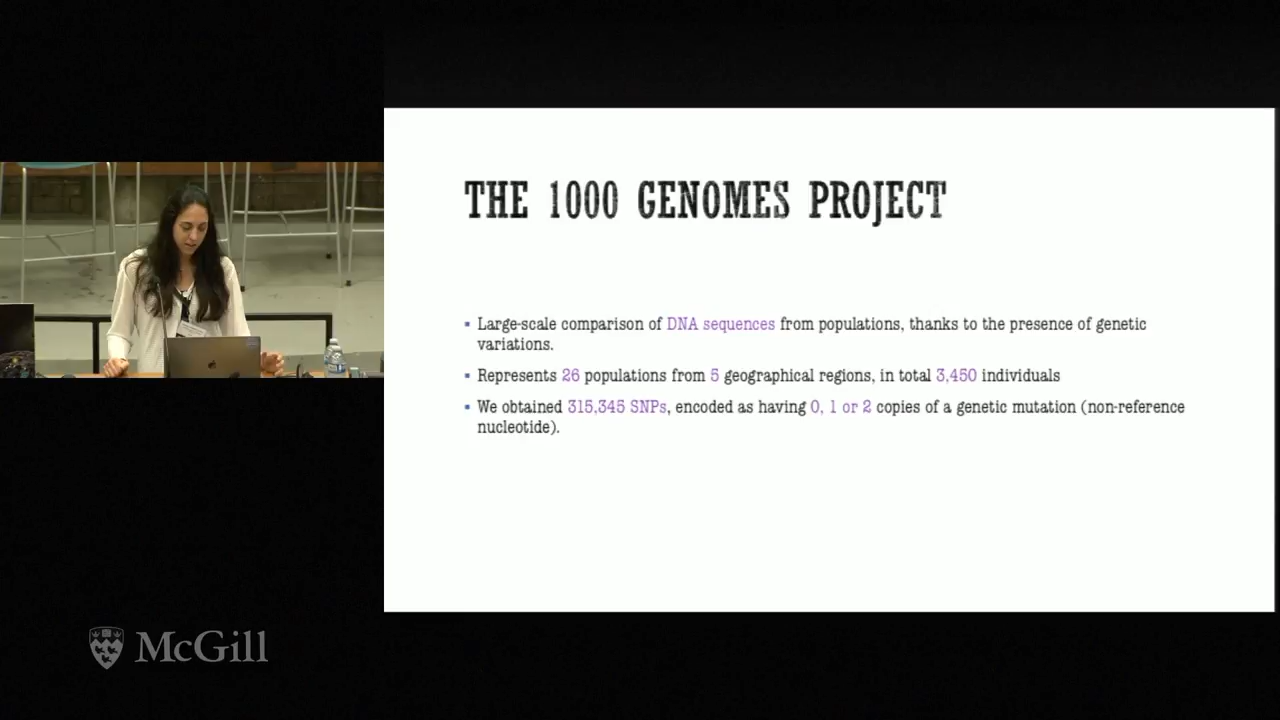 THE 1000 GENOMES PROJECT
▪ Large-scale comparison of DNA sequences from populations, thanks to the presence of genetic
variations.
▪ Represents 26 populations from 5 geographical regions, in total 3,450 individuals
▪ We obtained 315,345 SNPs, encoded as having 0, 1 or 2 copies of a genetic mutation (non-reference
nucleotide).
McGill